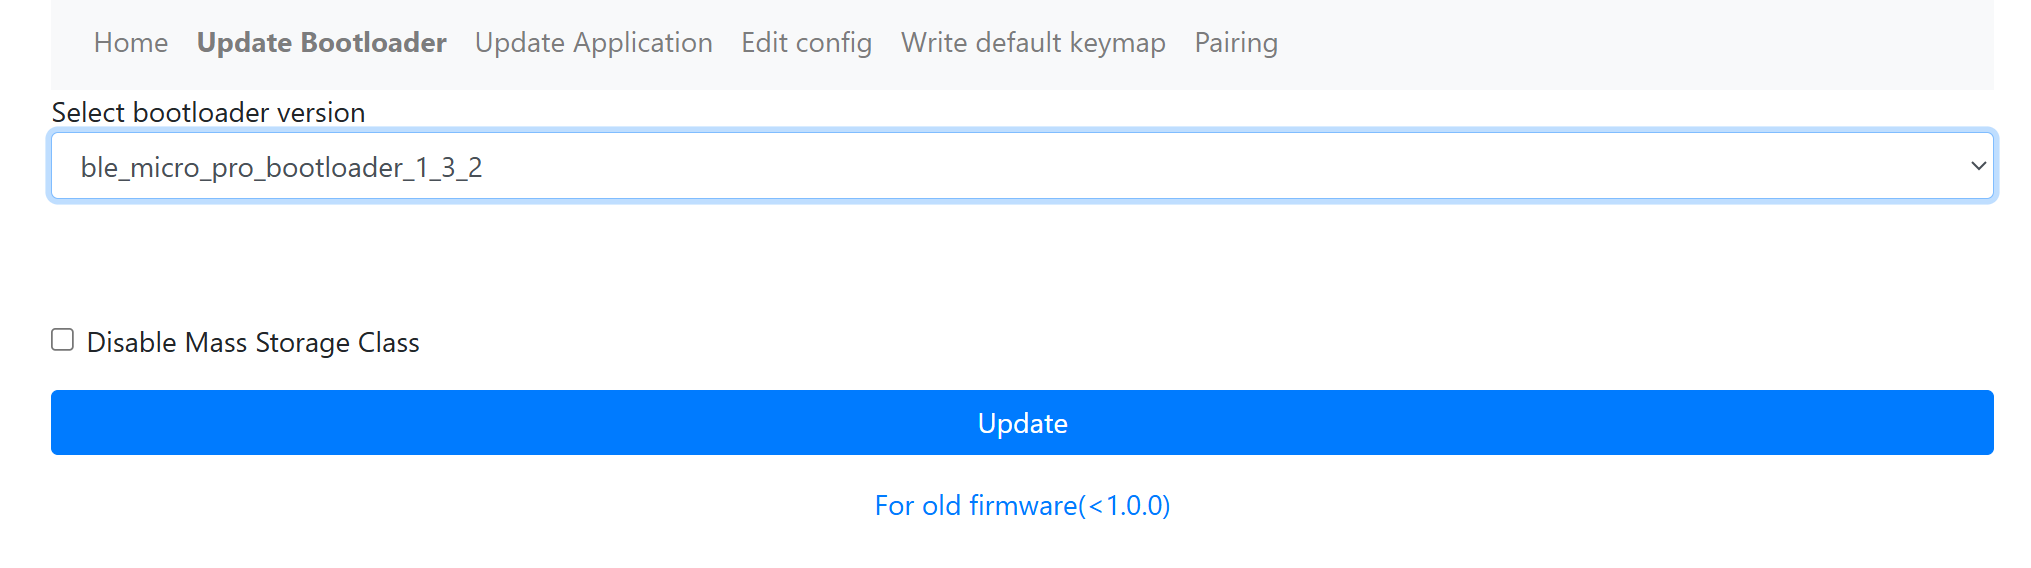 Home Update Bootloader Update Application Edit config Write default keymap Pairing
Select bootloader version
ble_micro_pro_bootloader_1_3_2
Disable Mass Storage Class
Update
For old firmware(<1.0.0)